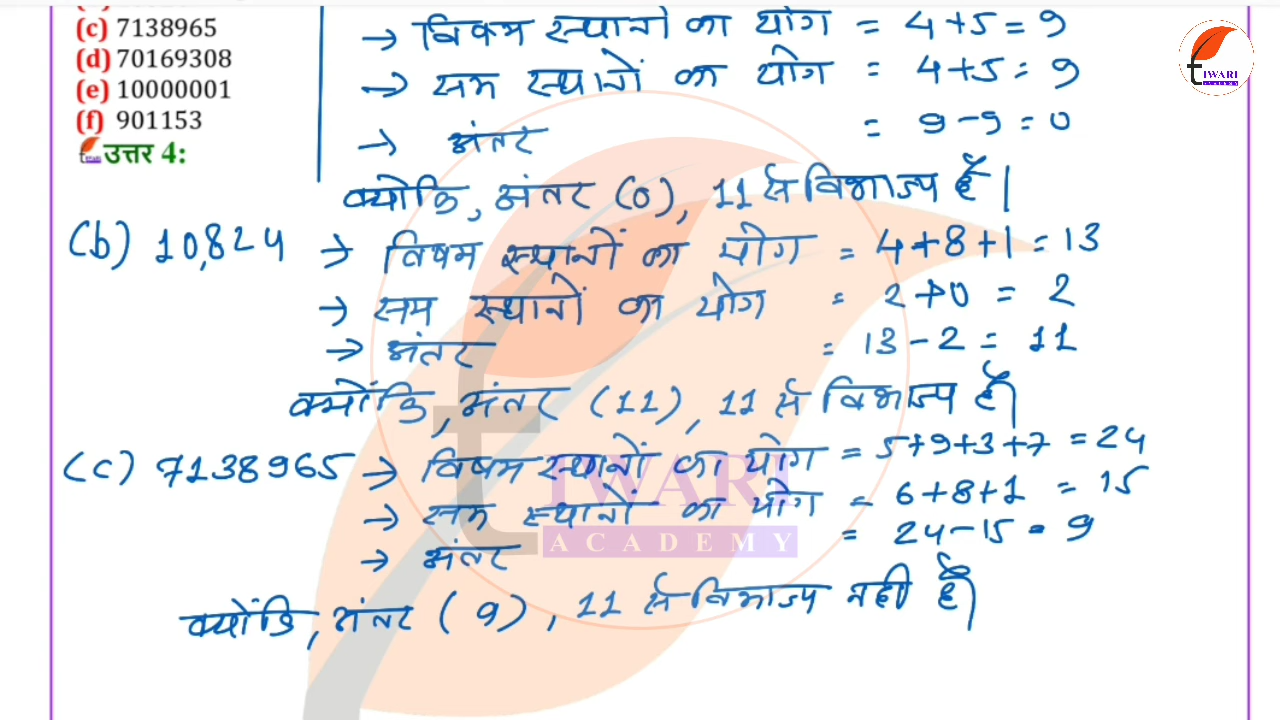 (c) 7138965
(d) 70169308
(e) 10000001
(f) 901153
उत्तर 4:
→ विषम स्थानों का योग = 4+5=9
→ सम स्थानों का योग = 4+5=9
→ अंतर = 9-9=0
क्योंकि, अंतर (0), 11 से विभाज्य है।
(b) 10,824 → विषम स्थानों का योग = 4+8+1=13
→ सम स्थानों का योग = 2+0 = 2
→ अंतर = 13-2 = 11
क्योंकि, अंतर (11), 11 से विभाज्य है।
(c) 7138965 → विषम स्थानों का योग = 5+9+3+7 = 24
→ सम स्थानों का योग = 6+8+1 = 15
→ अंतर = 24-15 = 9
क्योंकि, अंतर (9), 11 से विभाज्य नही है।
TIWARI
ACADEMY
TIWARI
ACADEMY